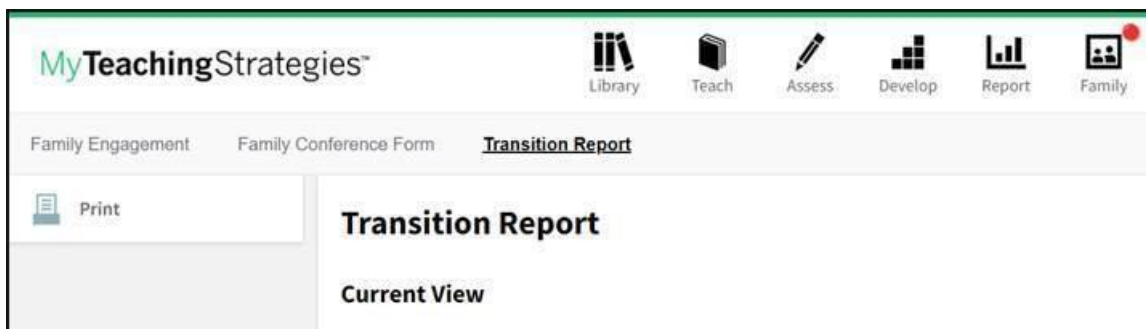 MyTeachingStrategies™
Library Teach Assess Develop Report Family
Family Engagement Family Conference Form Transition Report
Print
Transition Report
Current View